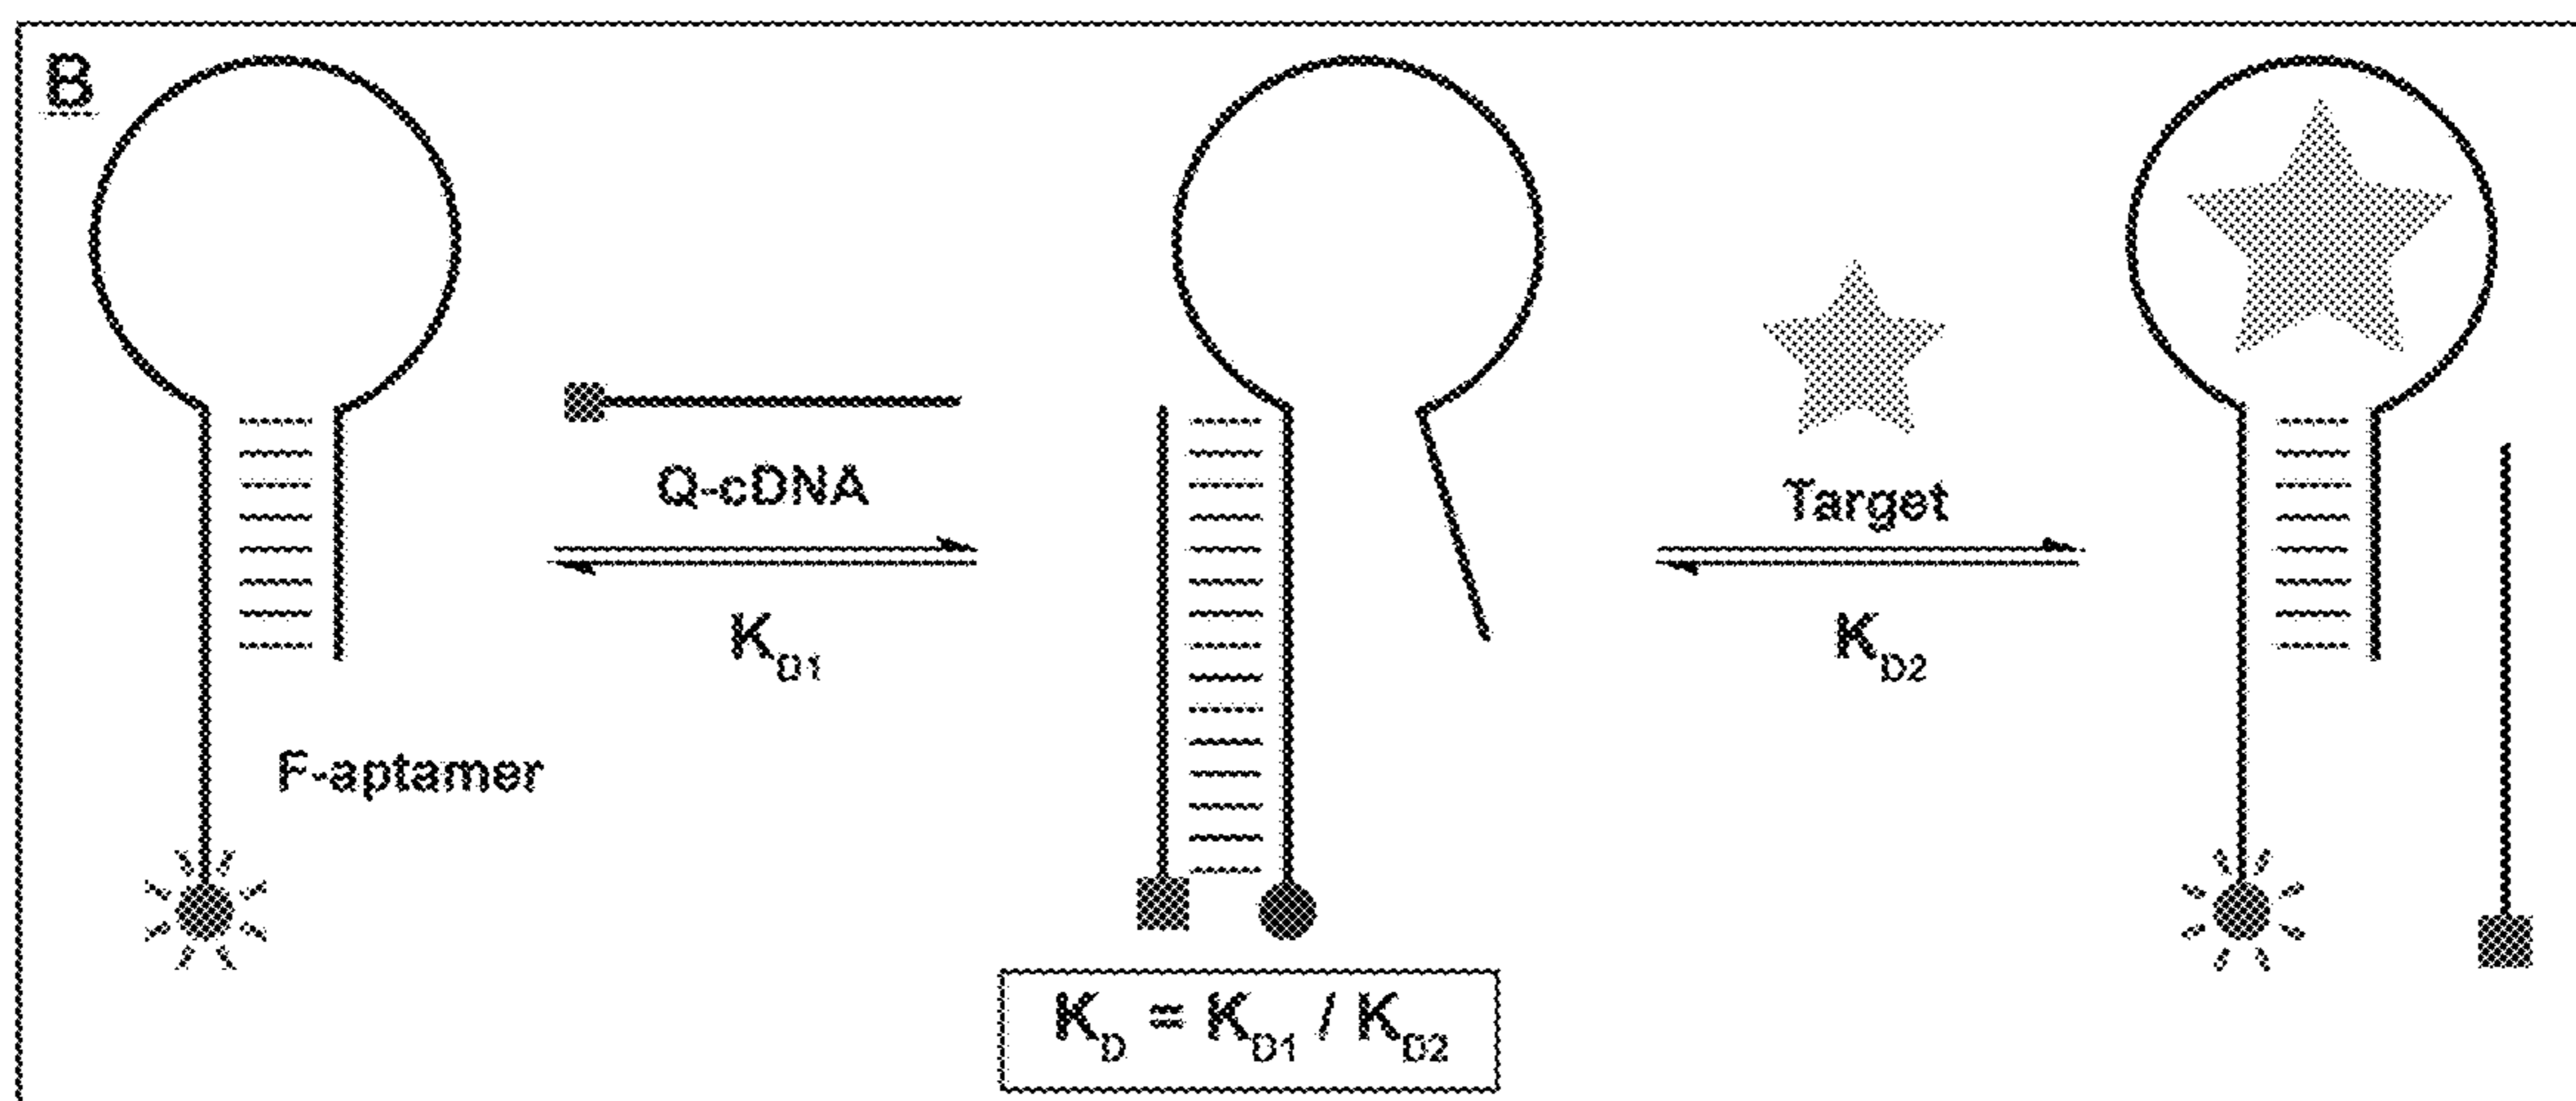 B
Q-cDNA
Target
K_D1
K_D2
F-aptamer
K_D = K_D1 / K_D2